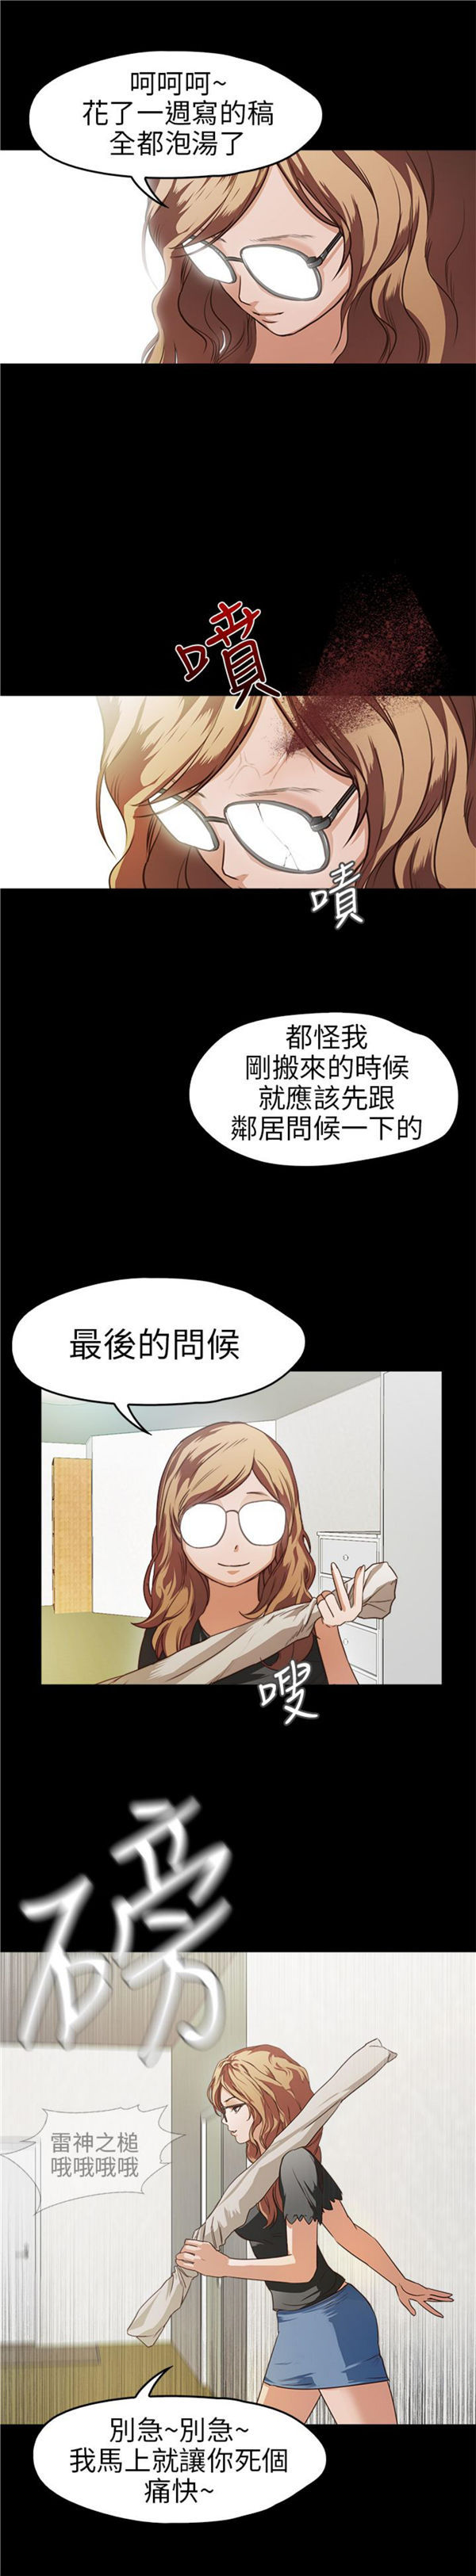 呵呵呵~
花了一週寫的稿
全都泡湯了
噴
嘖
都怪我
剛搬來的時候
就應該先跟
鄰居問候一下的
最後的問候
嗖
磅
雷神之槌
哦哦哦哦
別急~別急~
我馬上就讓你死個
痛快~